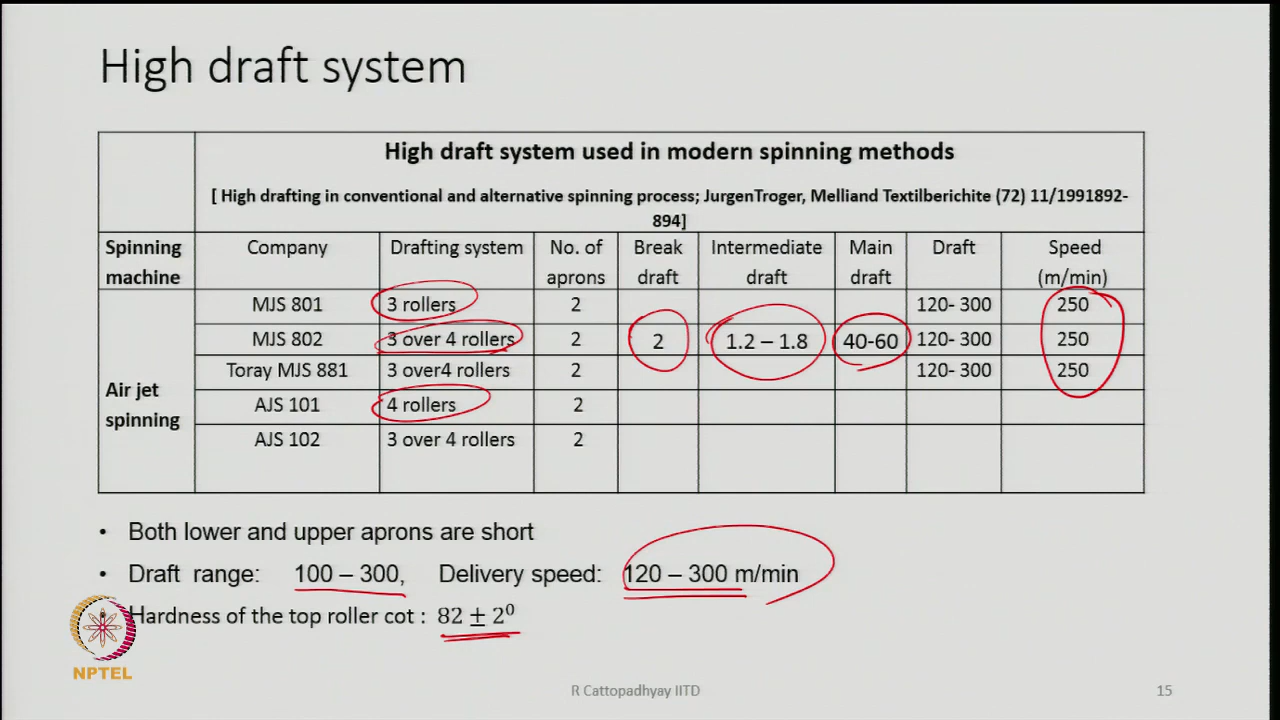 High draft system
High draft system used in modern spinning methods
[ High drafting in conventional and alternative spinning process; JurgenTroger, Melliand Textilberichite (72) 11/1991892-
894]
Spinning machine Company Drafting system No. of aprons Break draft Intermediate draft Main draft Draft Speed (m/min)
Air jet spinning
MJS 801 3 rollers 2 120- 300 250
MJS 802 3 over 4 rollers 2 2 1.2 – 1.8 40-60 120- 300 250
Toray MJS 881 3 over4 rollers 2 120- 300 250
AJS 101 4 rollers 2
AJS 102 3 over 4 rollers 2
• Both lower and upper aprons are short
• Draft range: 100 – 300, Delivery speed: 120 – 300 m/min
Hardness of the top roller cot : 82 ± 2⁰
NPTEL
R Cattopadhyay IITD
15